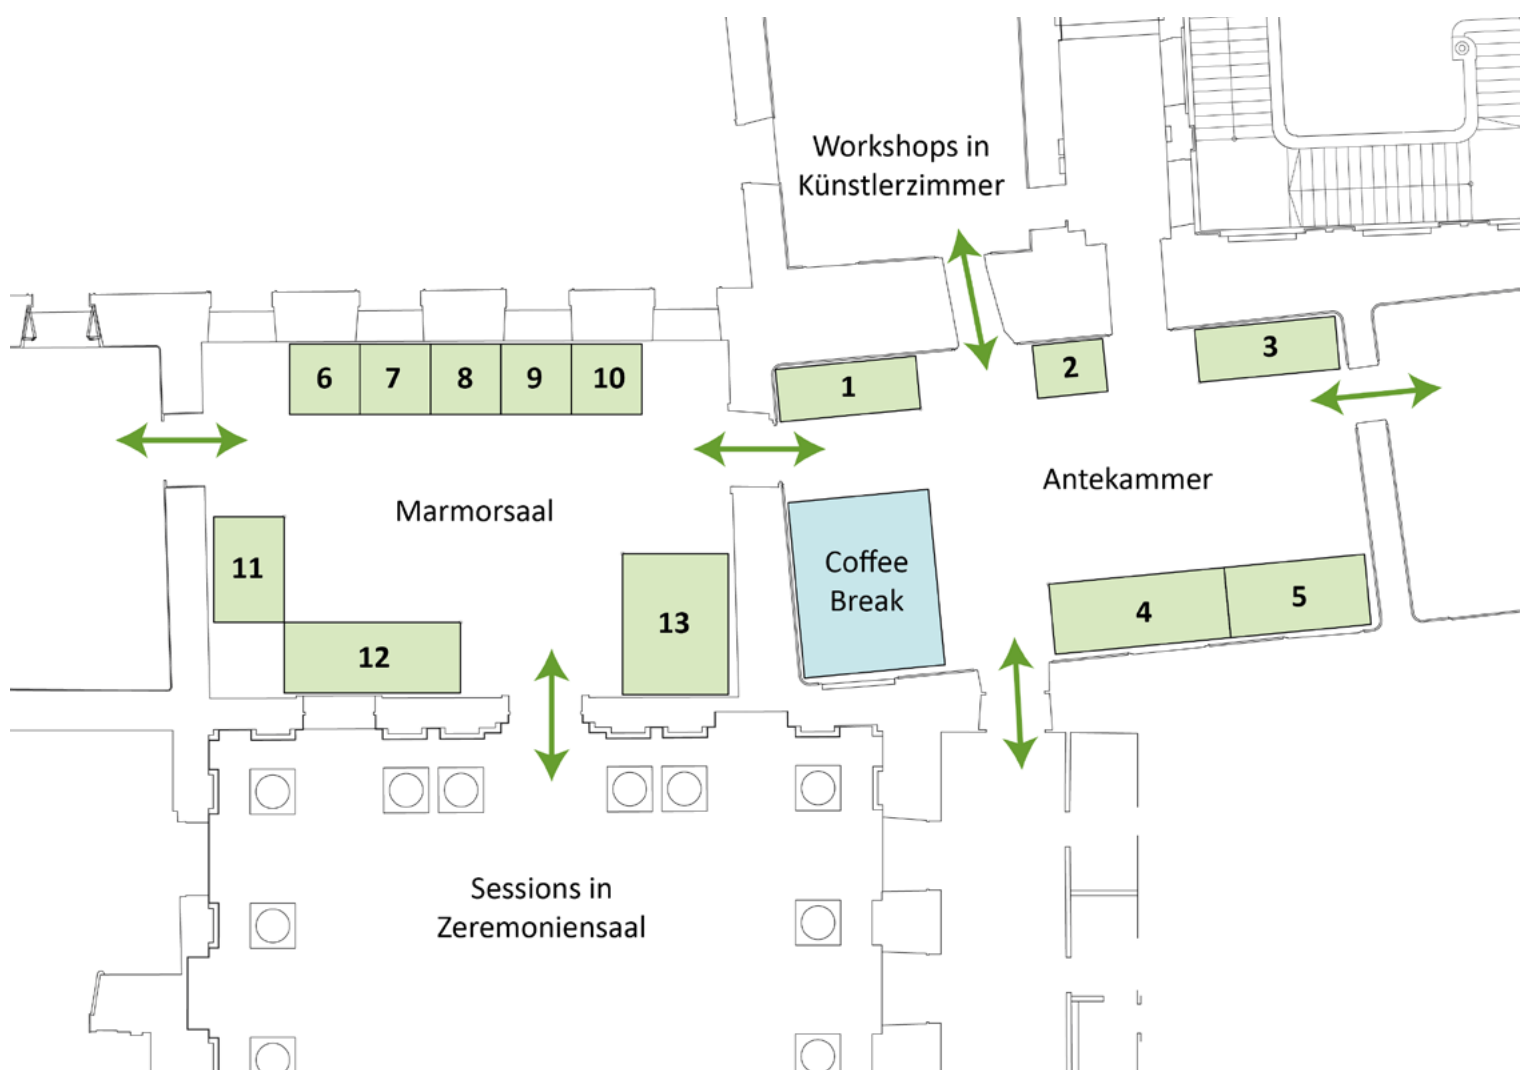 Workshops in
Künstlerzimmer
3
2
1
6 7 8 9 10
Antekammer
Marmorsaal
Coffee
Break
11
13
12
4
5
Sessions in
Zeremoniensaal